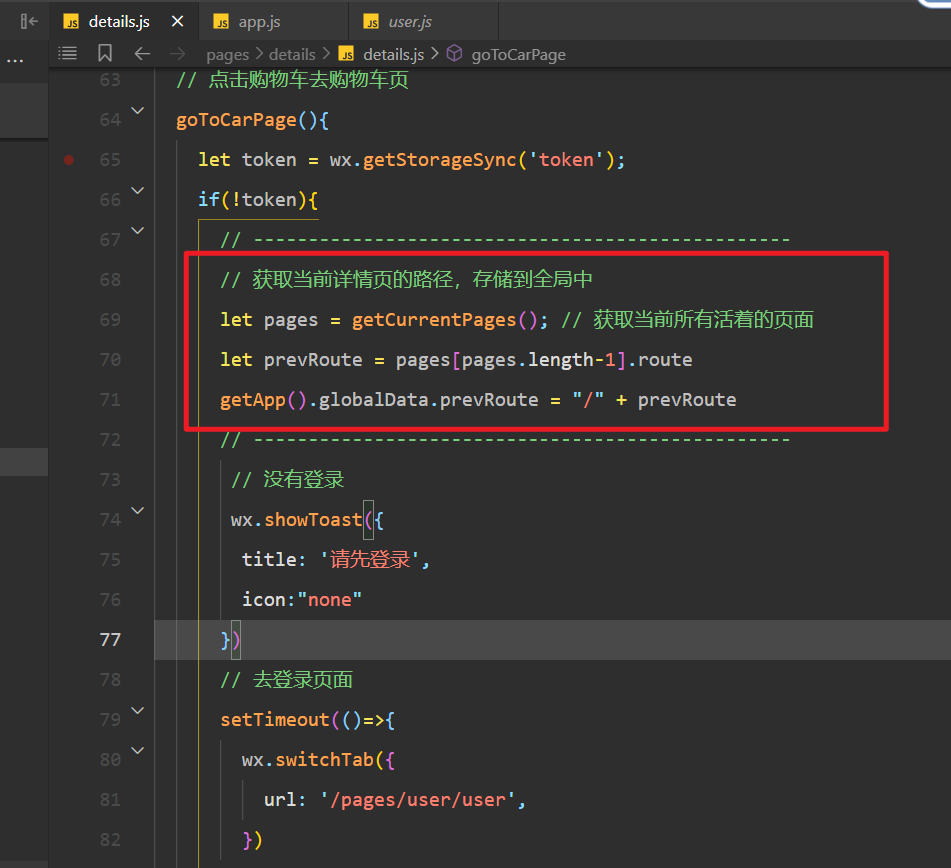 details.js
app.js
user.js
pages > details > details.js > goToCarPage
63 // 点击购物车去购物车页
64 goToCarPage(){
65 let token = wx.getStorageSync('token');
66 if(!token){
67 // -------------------------------------------------
68 // 获取当前详情页的路径，存储到全局中
69 let pages = getCurrentPages(); // 获取当前所有活着的页面
70 let prevRoute = pages[pages.length-1].route
71 getApp().globalData.prevRoute = "/" + prevRoute
72 // -------------------------------------------------
73 // 没有登录
74 wx.showToast({
75 title: '请先登录',
76 icon:"none"
77 })
78 // 去登录页面
79 setTimeout(()=>{
80 wx.switchTab({
81 url: '/pages/user/user',
82 })